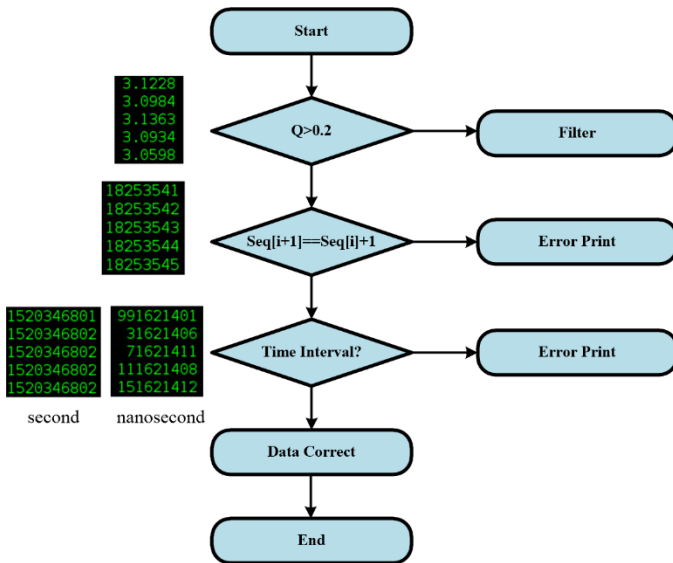 Start
3.1228
3.0984
3.1363
3.0934
3.0598
Q>0.2
Filter
18253541
18253542
18253543
18253544
18253545
Seq[i+1]==Seq[i]+1
Error Print
1520346801 991621401
1520346802 31621406
1520346802 71621411
1520346802 111621408
1520346802 151621412
second nanosecond
Time Interval?
Error Print
Data Correct
End